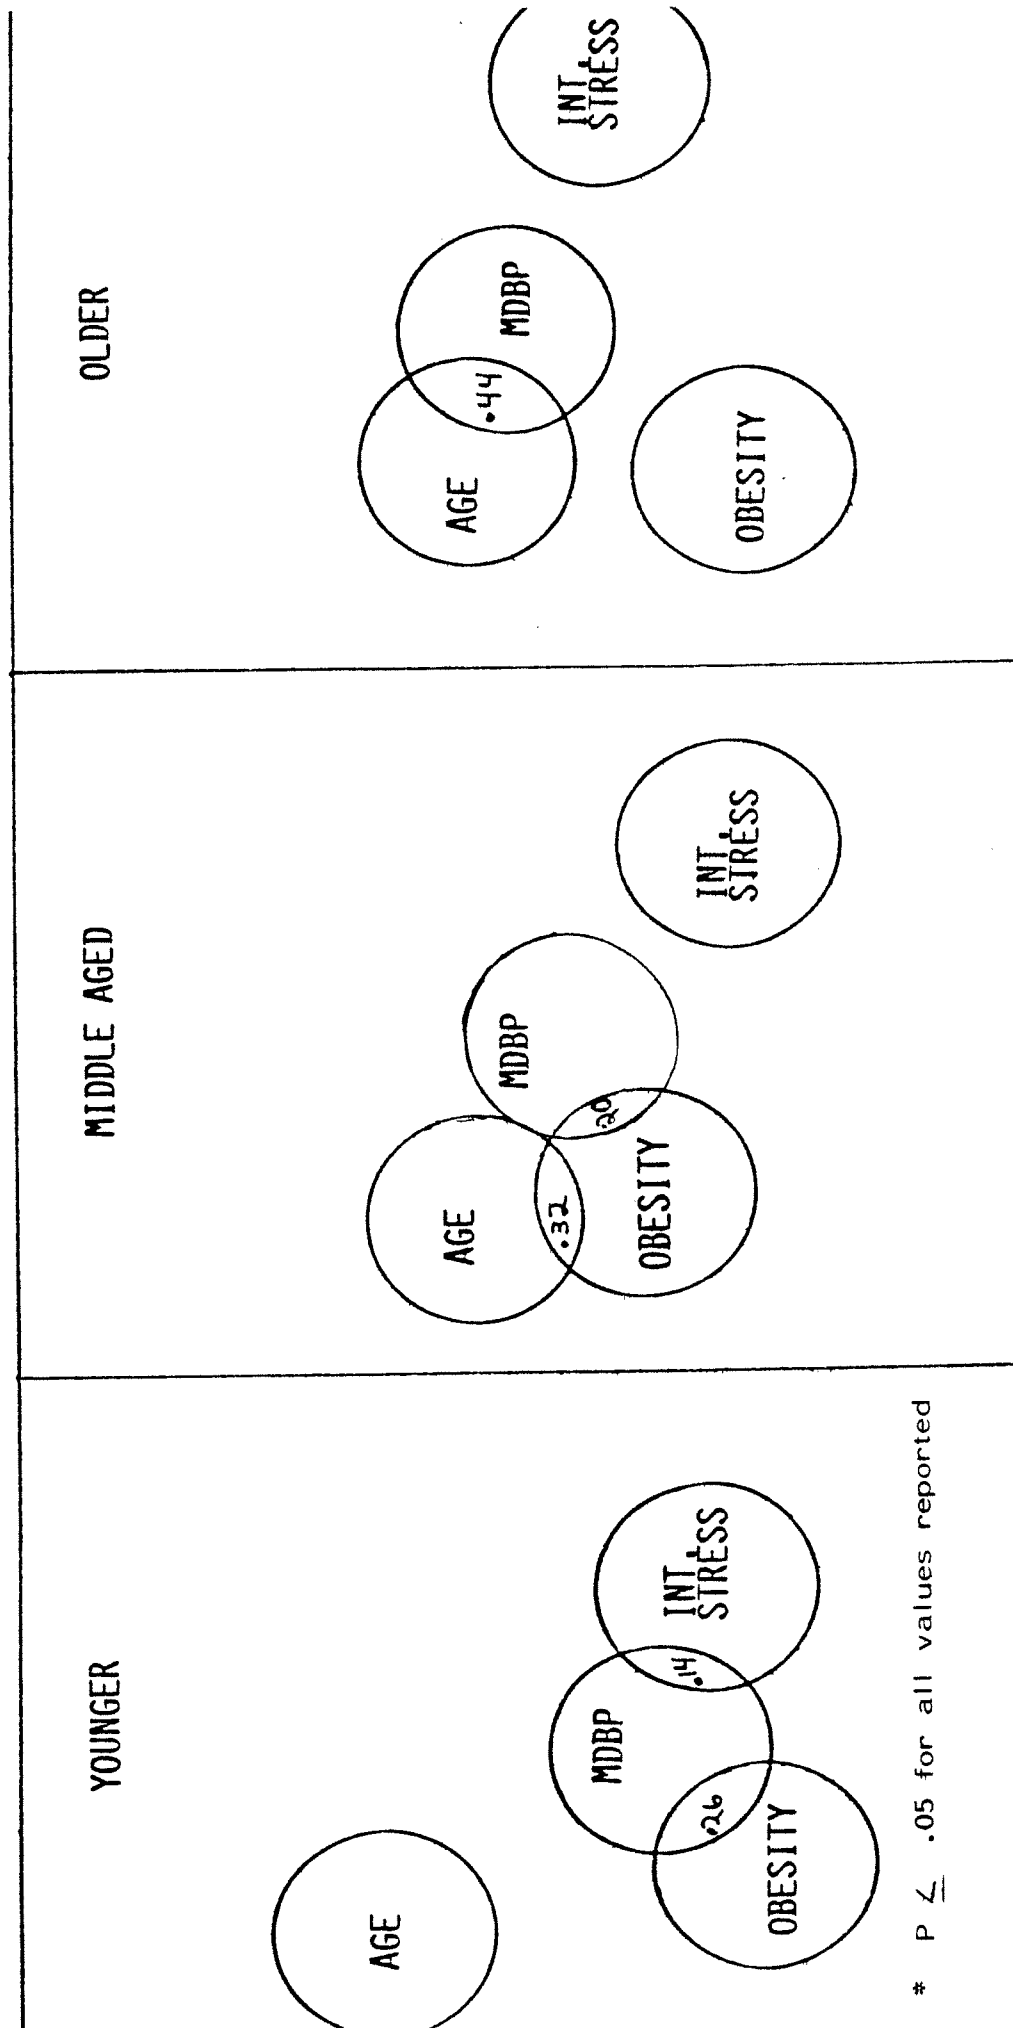 YOUNGER
AGE
MDBP
INT.
STRESS
.14
.26
OBESITY
MIDDLE AGED
AGE
MDBP
.32
.20
OBESITY
INT.
STRESS
OLDER
AGE
.44
MDBP
INT.
STRESS
OBESITY
* P ≤ .05 for all values reported